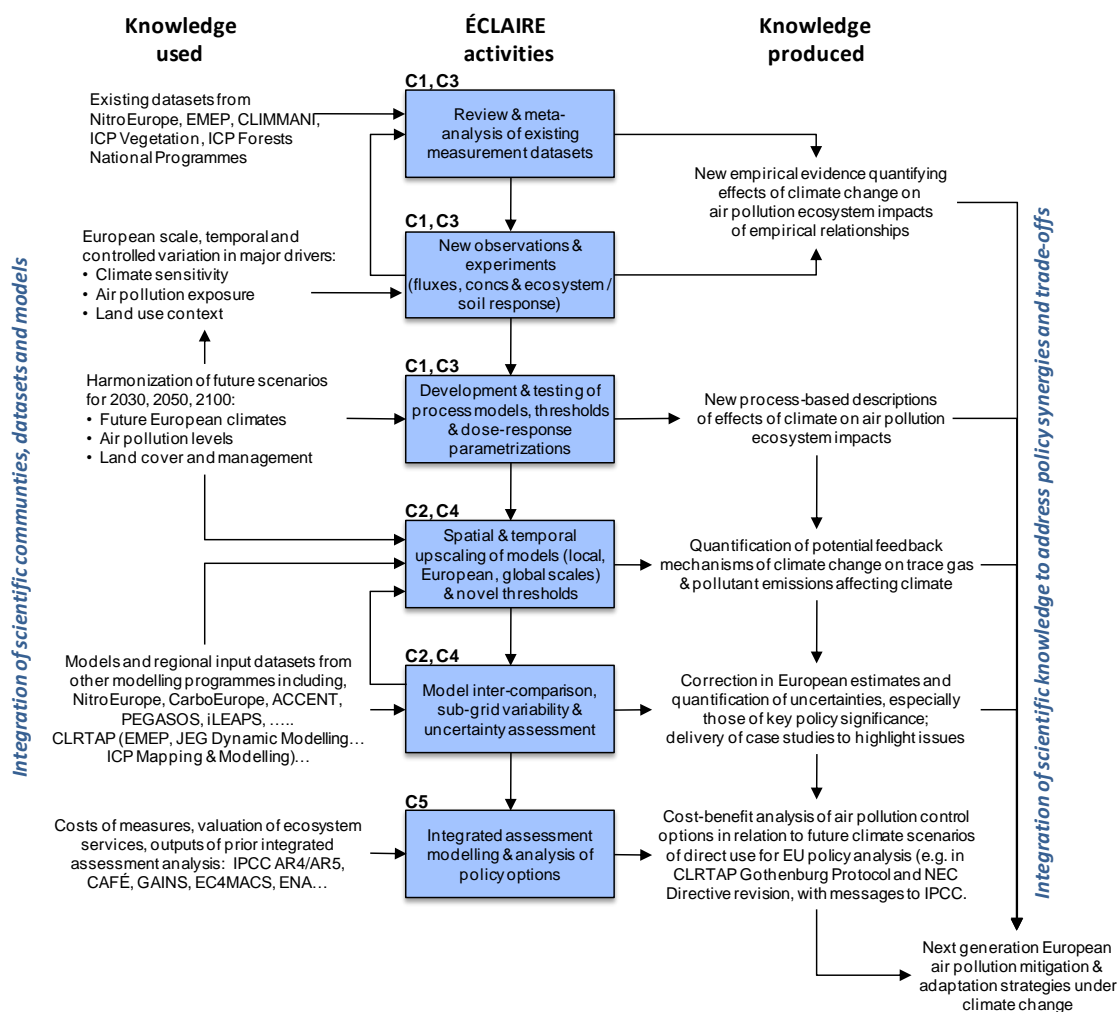 Knowledge
used
ÉCLAIRE
activities
Knowledge
produced
Integration of scientific communties, datasets and models
Existing datasets from
NitroEurope, EMEP, CLIMMANI,
ICP Vegetation, ICP Forests
National Programmes
C1, C3
Review & meta-
analysis of existing
measurement datasets
New empirical evidence quantifying
effects of climate change on
air pollution ecosystem impacts
of empirical relationships
European scale, temporal and
controlled variation in major drivers:
• Climate sensitivity
• Air pollution exposure
• Land use context
C1, C3
New observations &
experiments
(fluxes, concs & ecosystem /
soil response)
Harmonization of future scenarios
for 2030, 2050, 2100:
• Future European climates
• Air pollution levels
• Land cover and management
C1, C3
Development & testing of
process models, thresholds
& dose-response
parametrizations
New process-based descriptions
of effects of climate on air pollution
ecosystem impacts
C2, C4
Spatial & temporal
upscaling of models (local,
European, global scales)
& novel thresholds
Quantification of potential feedback
mechanisms of climate change on trace gas
& pollutant emissions affecting climate
Models and regional input datasets from
other modelling programmes including,
NitroEurope, CarboEurope, ACCENT,
PEGASOS, iLEAPS, …..
CLRTAP (EMEP, JEG Dynamic Modelling…
ICP Mapping & Modelling)…
C2, C4
Model inter-comparison,
sub-grid variability &
uncertainty assessment
Correction in European estimates and
quantification of uncertainties, especially
those of key policy significance;
delivery of case studies to highlight issues
Costs of measures, valuation of ecosystem
services, outputs of prior integrated
assessment analysis: IPCC AR4/AR5,
CAFÉ, GAINS, EC4MACS, ENA…
C5
Integrated assessment
modelling & analysis of
policy options
Cost-benefit analysis of air pollution control
options in relation to future climate scenarios
of direct use for EU policy analysis (e.g. in
CLRTAP Gothenburg Protocol and NEC
Directive revision, with messages to IPCC.
Next generation European
air pollution mitigation &
adaptation strategies under
climate change
Integration of scientific knowledge to address policy synergies and trade-offs